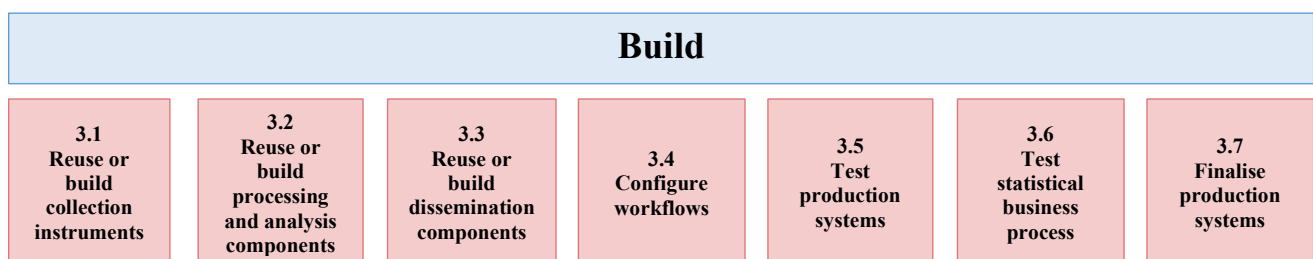 Build
3.1
Reuse or
build
collection
instruments
3.2
Reuse or
build
processing
and analysis
components
3.3
Reuse or
build
dissemination
components
3.4
Configure
workflows
3.5
Test
production
systems
3.6
Test
statistical
business
process
3.7
Finalise
production
systems